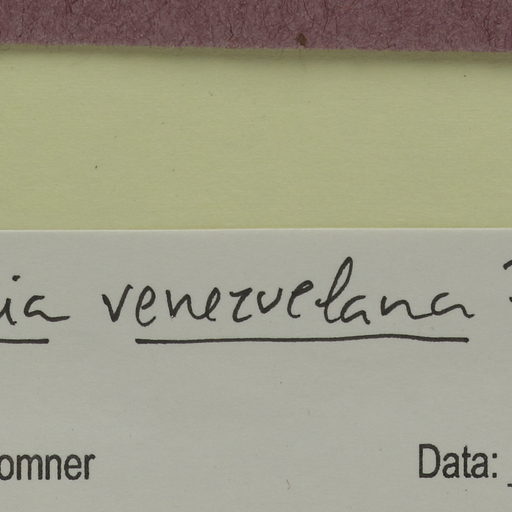 ia venezuelana
omner Data: